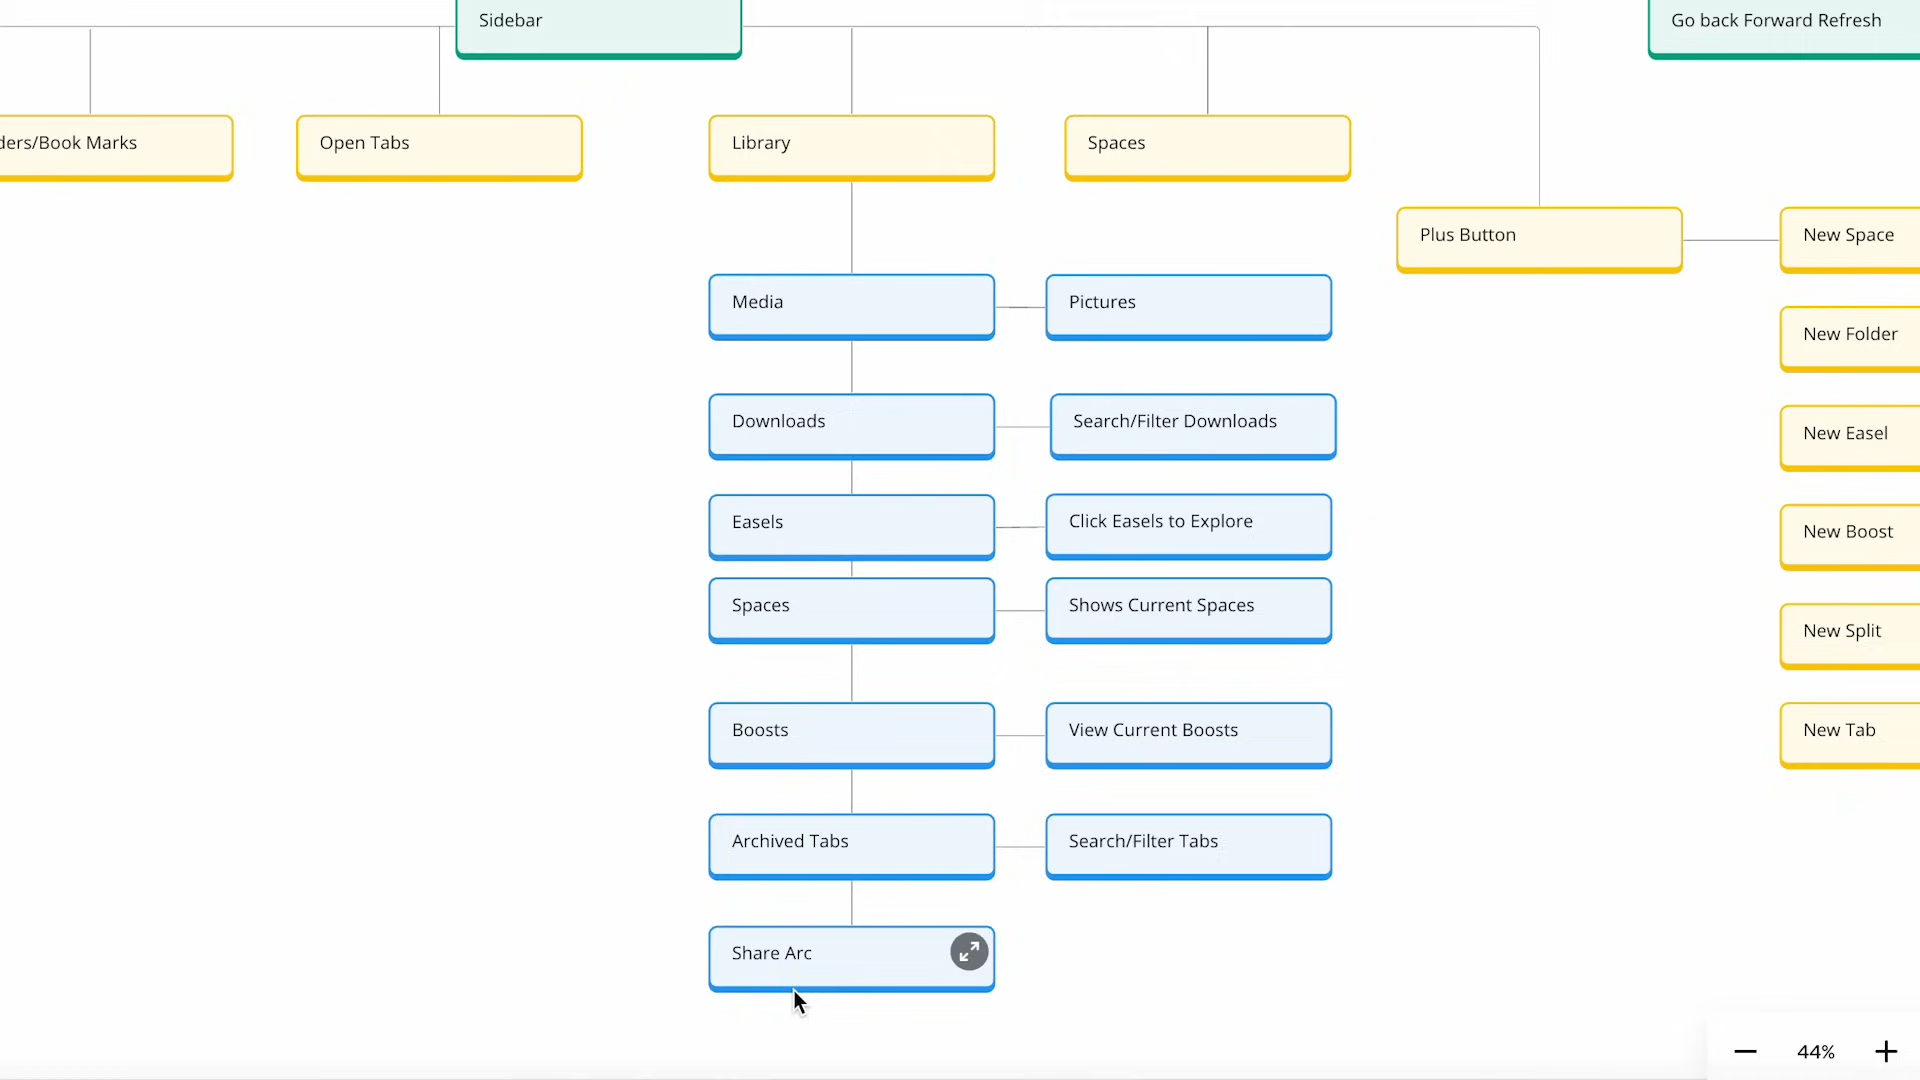 Sidebar
Go back Forward Refresh
ders/Book Marks
Open Tabs
Library
Spaces
Plus Button
New Space
Media
Pictures
New Folder
Downloads
Search/Filter Downloads
New Easel
Easels
Click Easels to Explore
New Boost
Spaces
Shows Current Spaces
New Split
Boosts
View Current Boosts
New Tab
Archived Tabs
Search/Filter Tabs
Share Arc
44%